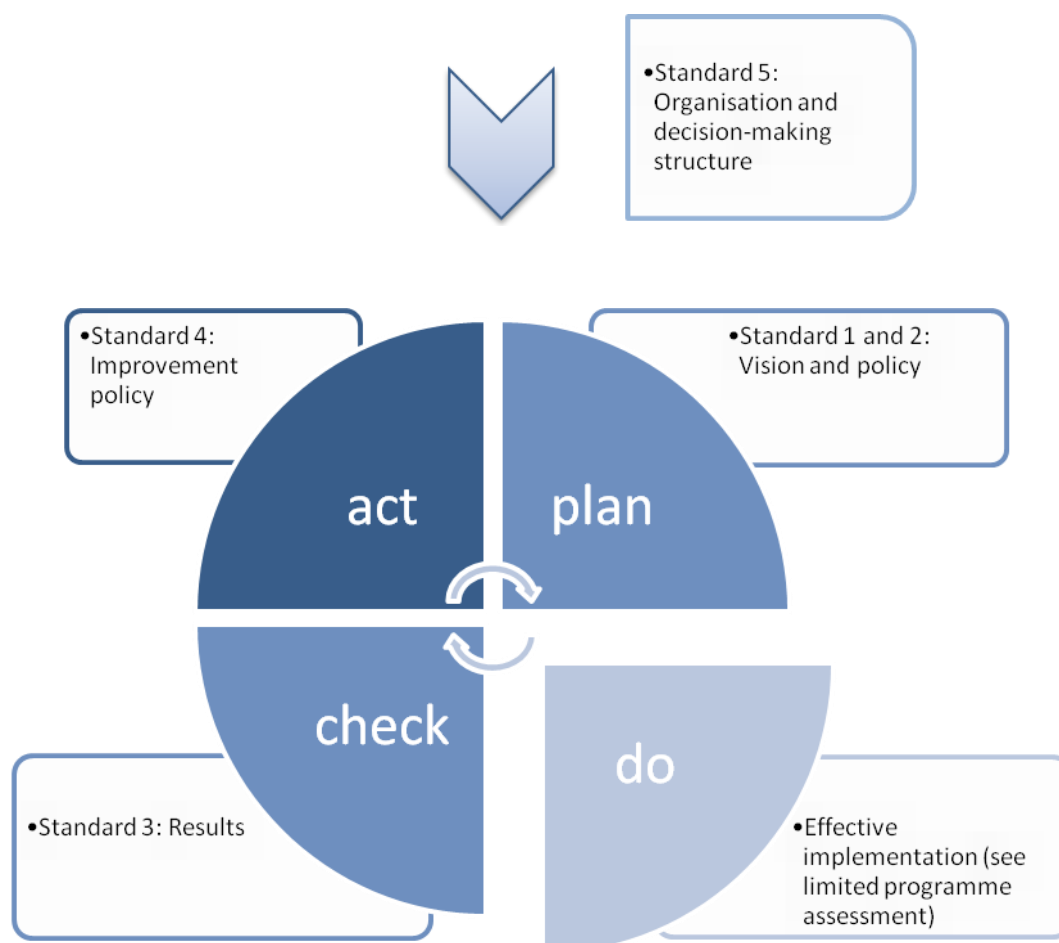 •Standard 5:
Organisation and
decision-making
structure
•Standard 4:
Improvement
policy
•Standard 1 and 2:
Vision and policy
act
plan
check
do
•Standard 3: Results
•Effective
implementation (see
limited programme
assessment)